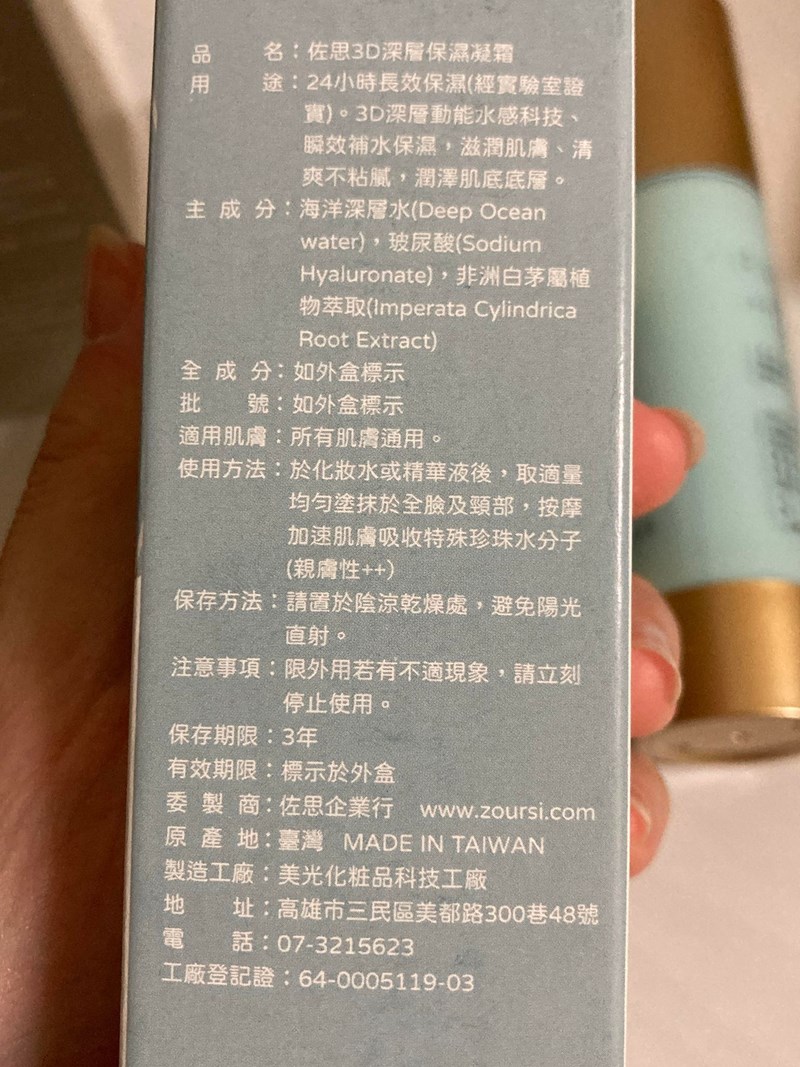 品名：佐思3D深層保濕凝霜
用途：24小時長效保濕(經實驗室證
實)。3D深層動能水感科技、
瞬效補水保濕，滋潤肌膚、清
爽不粘膩，潤澤肌底底層。
主成分：海洋深層水(Deep Ocean
water)，玻尿酸(Sodium
Hyaluronate)，非洲白茅屬植
物萃取(Imperata Cylindrica
Root Extract)
全成分：如外盒標示
批號：如外盒標示
適用肌膚：所有肌膚通用。
使用方法：於化妝水或精華液後，取適量
均勻塗抹於全臉及頸部，按摩
加速肌膚吸收特殊珍珠水分子
(親膚性++)
保存方法：請置於陰涼乾燥處，避免陽光
直射。
注意事項：限外用若有不適現象，請立刻
停止使用。
保存期限：3年
有效期限：標示於外盒
委製商：佐思企業行 www.zoursi.com
原產地：臺灣 MADE IN TAIWAN
製造工廠：美光化粧品科技工廠
地址：高雄市三民區美都路300巷48號
電話：07-3215623
工廠登記證：64-0005119-03